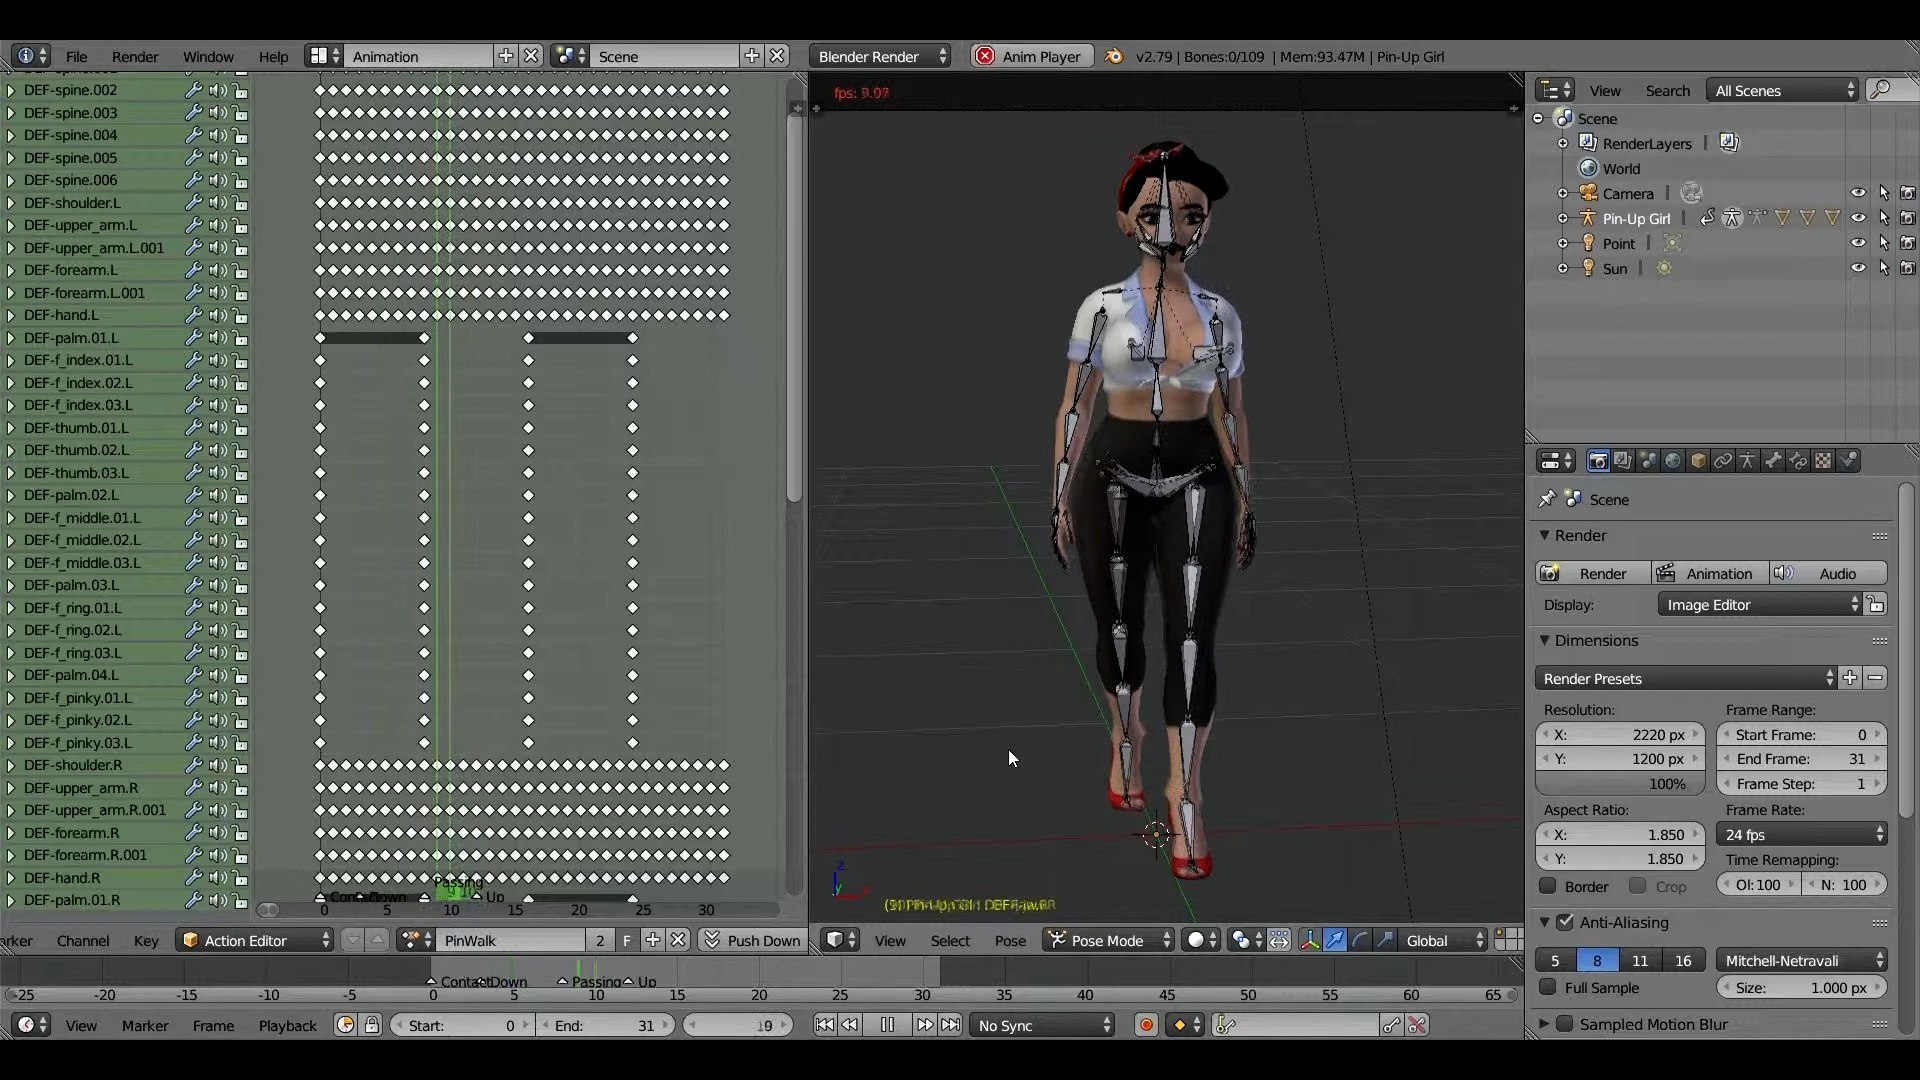 File Render Window Help Animation Scene Blender Render Anim Player v2.79 | Bones:0/109 | Mem:93.47M | Pin-Up Girl
DEF-spine.002
DEF-spine.003
DEF-spine.004
DEF-spine.005
DEF-spine.006
DEF-shoulder.L
DEF-upper_arm.L
DEF-upper_arm.L.001
DEF-forearm.L
DEF-forearm.L.001
DEF-hand.L
DEF-palm.01.L
DEF-f_index.01.L
DEF-f_index.02.L
DEF-f_index.03.L
DEF-thumb.01.L
DEF-thumb.02.L
DEF-thumb.03.L
DEF-palm.02.L
DEF-f_middle.01.L
DEF-f_middle.02.L
DEF-f_middle.03.L
DEF-palm.03.L
DEF-f_ring.01.L
DEF-f_ring.02.L
DEF-f_ring.03.L
DEF-palm.04.L
DEF-f_pinky.01.L
DEF-f_pinky.02.L
DEF-f_pinky.03.L
DEF-shoulder.R
DEF-upper_arm.R
DEF-upper_arm.R.001
DEF-forearm.R
DEF-forearm.R.001
DEF-hand.R
DEF-palm.01.R
Passing
Up
0 5 10 15 20 25 30
Channel Key Action Editor PinWalk 2 F Push Down
fps:
View Select Pose Pose Mode Global
View Search All Scenes
Scene
RenderLayers
World
Camera
Pin-Up Girl
Point
Sun
Scene
Render
Render Animation Audio
Display: Image Editor
Dimensions
Render Presets
Resolution: Frame Range:
X: 2220 px Start Frame: 0
Y: 1200 px End Frame: 31
100% Frame Step: 1
Aspect Ratio: Frame Rate:
X: 1.850 24 fps
Y: 1.850 Time Remapping:
Border Crop Ol: 100 N: 100
Anti-Aliasing
5 8 11 16 Mitchell-Netravali
Full Sample Size: 1.000 px
Sampled Motion Blur
Contact Down Passing Up
-25 -20 -15 -10 -5 0 5 10 15 20 25 30 35 40 45 50 55 60 65
View Marker Frame Playback Start: 0 End: 31 No Sync